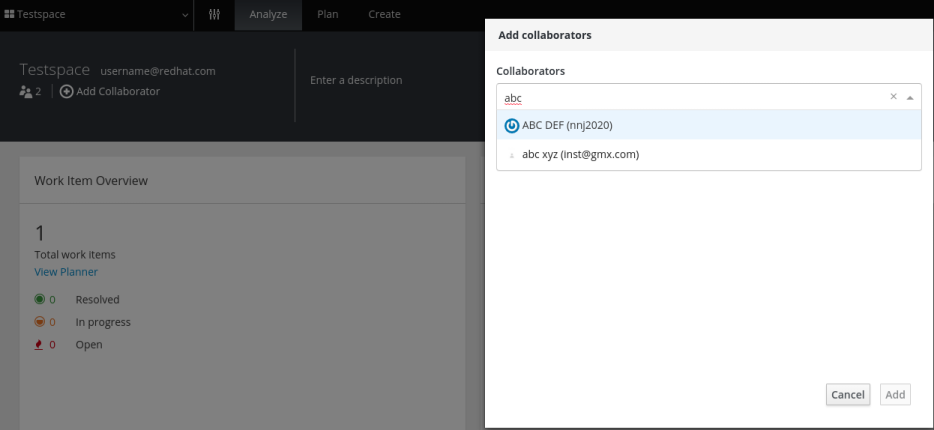 Testspace
Analyze
Plan
Create
Testspace username@redhat.com
2 Add Collaborator
Enter a description
Work Item Overview
1
Total work Items
View Planner
0 Resolved
0 In progress
0 Open
Add collaborators
Collaborators
abc ×
ABC DEF (nnj2020)
abc xyz (inst@gmx.com)
Cancel
Add